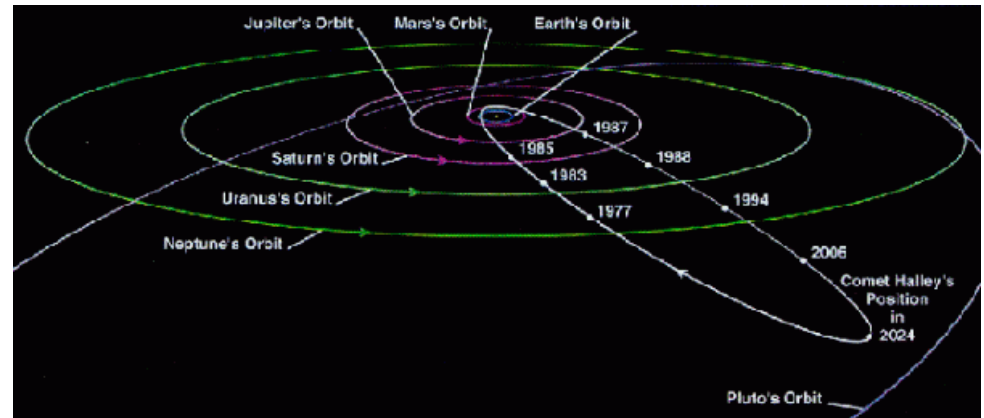 Jupiter's Orbit
Mars's Orbit
Earth's Orbit
1987
1985
1988
Saturn's Orbit
1983
Uranus's Orbit
1994
1977
Neptune's Orbit
2006
Comet Halley's
Position
in
2024
Pluto's Orbit